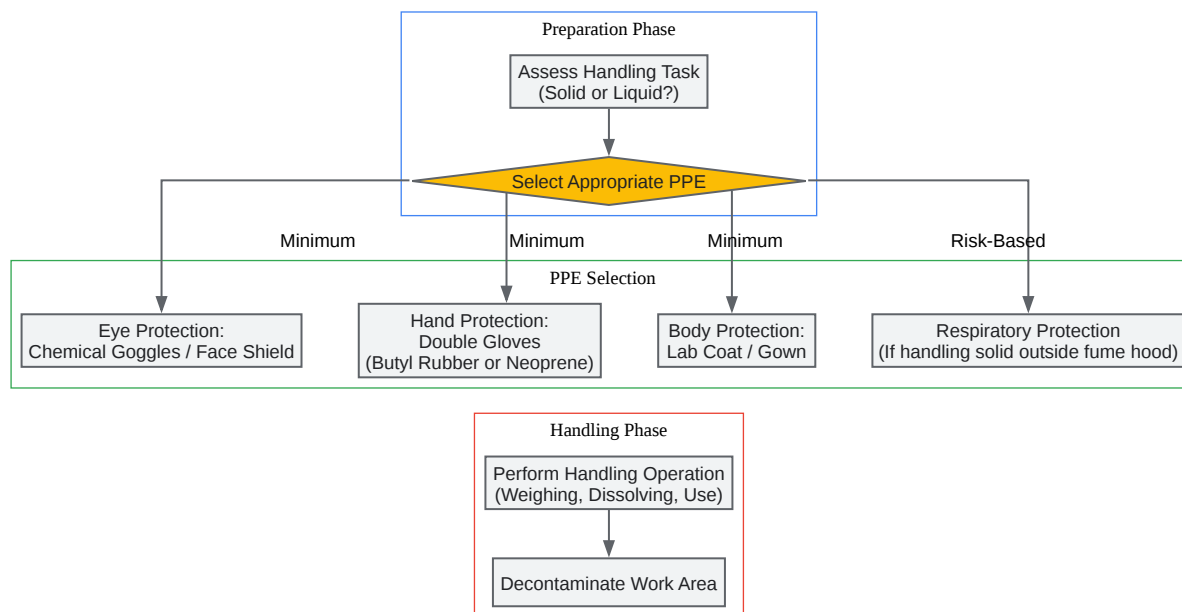 Preparation Phase
Assess Handling Task
(Solid or Liquid?)
Select Appropriate PPE
Minimum
Minimum
Minimum
Risk-Based
PPE Selection
Eye Protection:
Chemical Goggles / Face Shield
Hand Protection:
Double Gloves
(Butyl Rubber or Neoprene)
Body Protection:
Lab Coat / Gown
Respiratory Protection
(If handling solid outside fume hood)
Handling Phase
Perform Handling Operation
(Weighing, Dissolving, Use)
Decontaminate Work Area